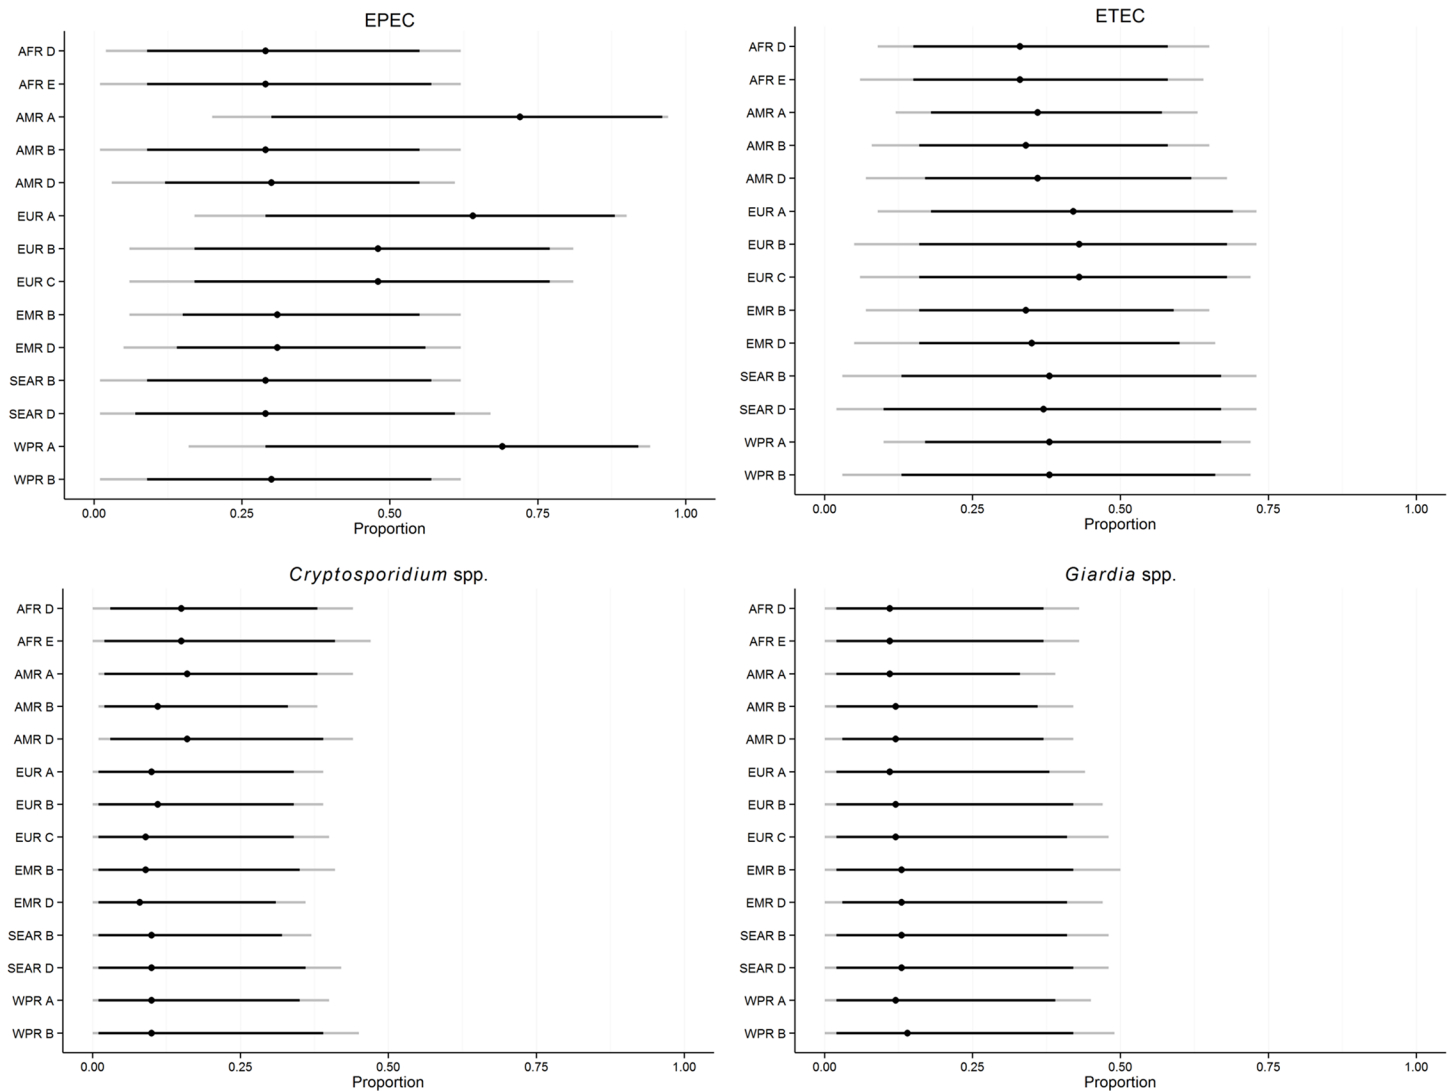 EPEC
AFR D
AFR E
AMR A
AMR B
AMR D
EUR A
EUR B
EUR C
EMR B
EMR D
SEAR B
SEAR D
WPR A
WPR B
0.00 0.25 0.50 0.75 1.00
Proportion
ETEC
AFR D
AFR E
AMR A
AMR B
AMR D
EUR A
EUR B
EUR C
EMR B
EMR D
SEAR B
SEAR D
WPR A
WPR B
0.00 0.25 0.50 0.75 1.00
Proportion
Cryptosporidium spp.
AFR D
AFR E
AMR A
AMR B
AMR D
EUR A
EUR B
EUR C
EMR B
EMR D
SEAR B
SEAR D
WPR A
WPR B
0.00 0.25 0.50 0.75 1.00
Proportion
Giardia spp.
AFR D
AFR E
AMR A
AMR B
AMR D
EUR A
EUR B
EUR C
EMR B
EMR D
SEAR B
SEAR D
WPR A
WPR B
0.00 0.25 0.50 0.75 1.00
Proportion